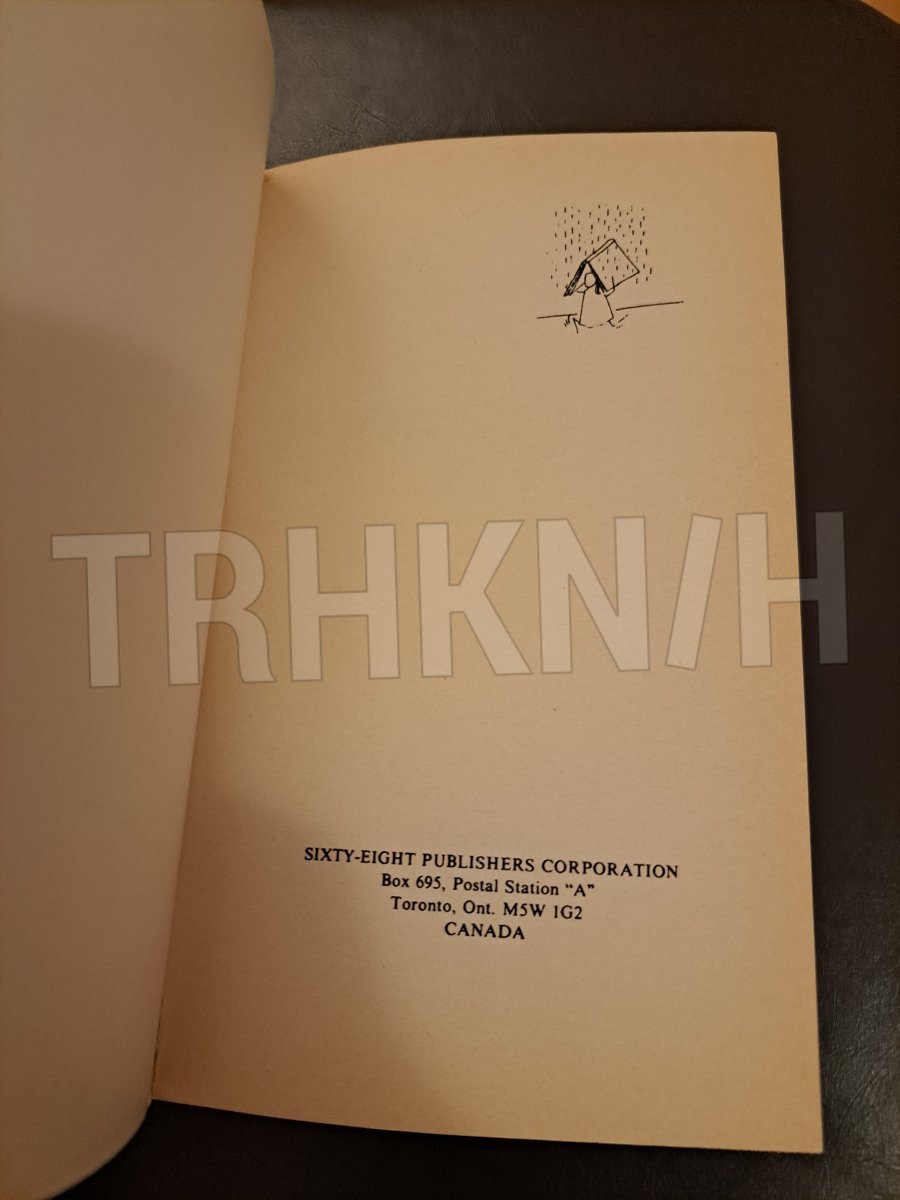 TRHKN/H
SIXTY-EIGHT PUBLISHERS CORPORATION
Box 695, Postal Station “A”
Toronto, Ont. M5W 1G2
CANADA